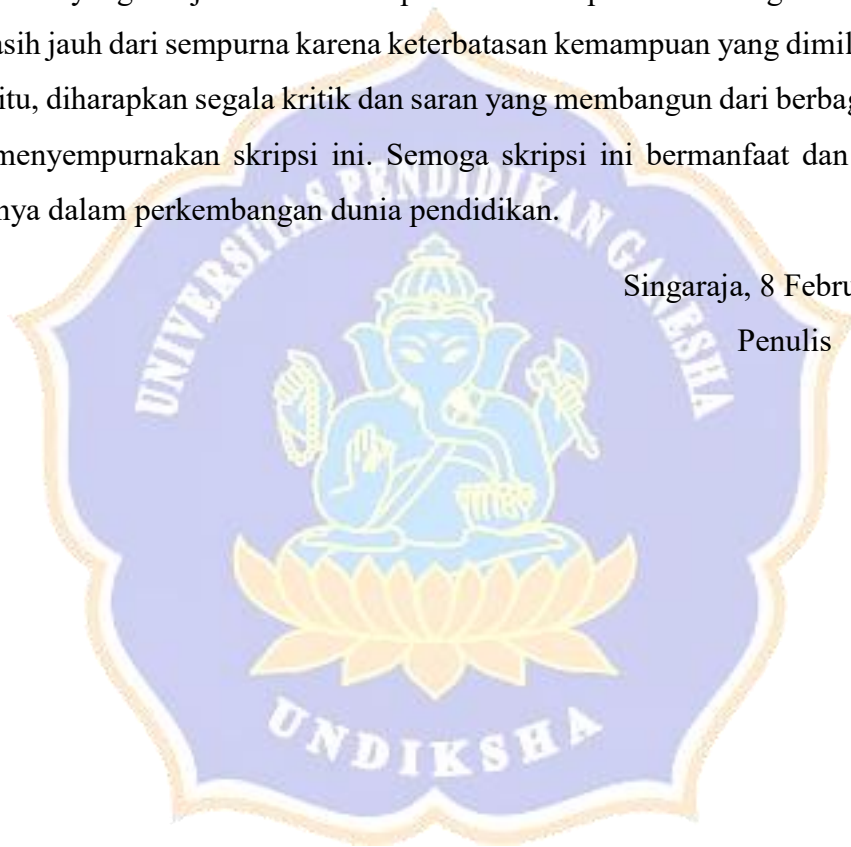 asih jauh dari sempurna karena keterbatasan kemampuan yang dimil
itu, diharapkan segala kritik dan saran yang membangun dari berbag
menyempurnakan skripsi ini. Semoga skripsi ini bermanfaat dan
nya dalam perkembangan dunia pendidikan.
UNIVERSITAS PENDIDIKAN GANESHA
Singaraja, 8 Febru
Penulis
UNDIKSHA